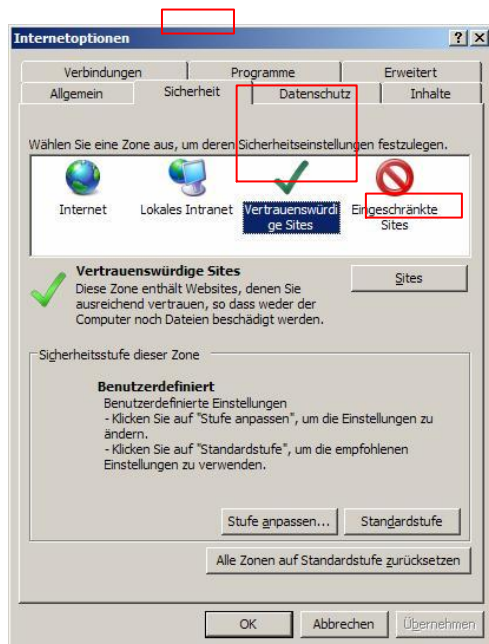 Internetoptionen
Verbindungen Programme Erweitert
Allgemein Sicherheit Datenschutz Inhalte
Wählen Sie eine Zone aus, um deren Sicherheitseinstellungen festzulegen.
Internet Lokales Intranet Vertrauenswürdi Eingeschränkte
ge Sites Sites
Vertrauenswürdige Sites
Diese Zone enthält Websites, denen Sie
ausreichend vertrauen, so dass weder der
Computer noch Dateien beschädigt werden.
Sites
Sicherheitsstufe dieser Zone
Benutzerdefiniert
Benutzerdefinierte Einstellungen
- Klicken Sie auf "Stufe anpassen", um die Einstellungen zu
ändern.
- Klicken Sie auf "Standardstufe", um die empfohlenen
Einstellungen zu verwenden.
Stufe anpassen... Standardstufe
Alle Zonen auf Standardstufe zurücksetzen
OK Abbrechen Übernehmen